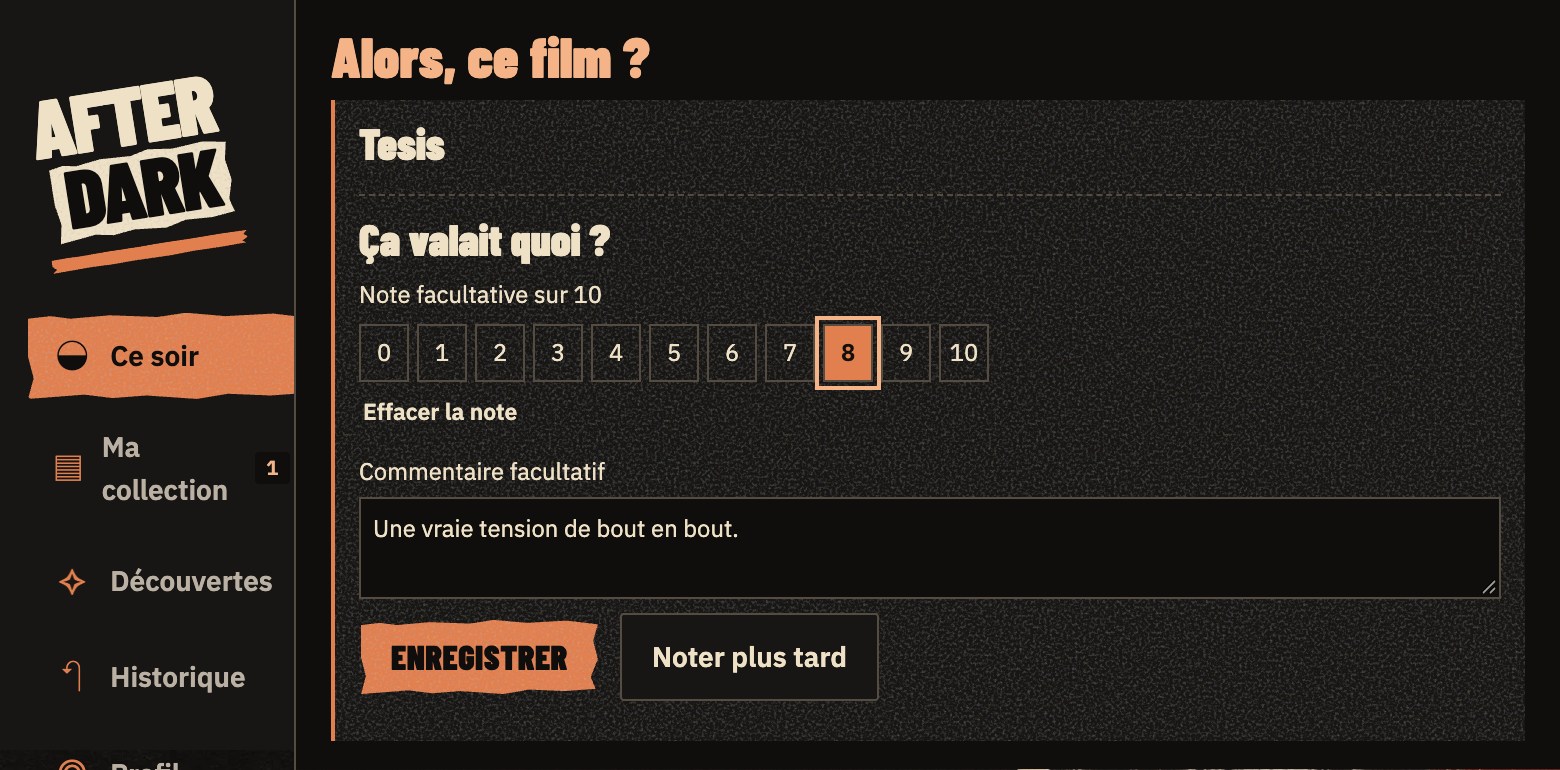 AFTER
DARK
Ce soir
Ma
collection
1
Découvertes
Historique
Profil
Alors, ce film ?
Tesis
Ça valait quoi ?
Note facultative sur 10
0 1 2 3 4 5 6 7 8 9 10
Effacer la note
Commentaire facultatif
Une vraie tension de bout en bout.
ENREGISTRER
Noter plus tard